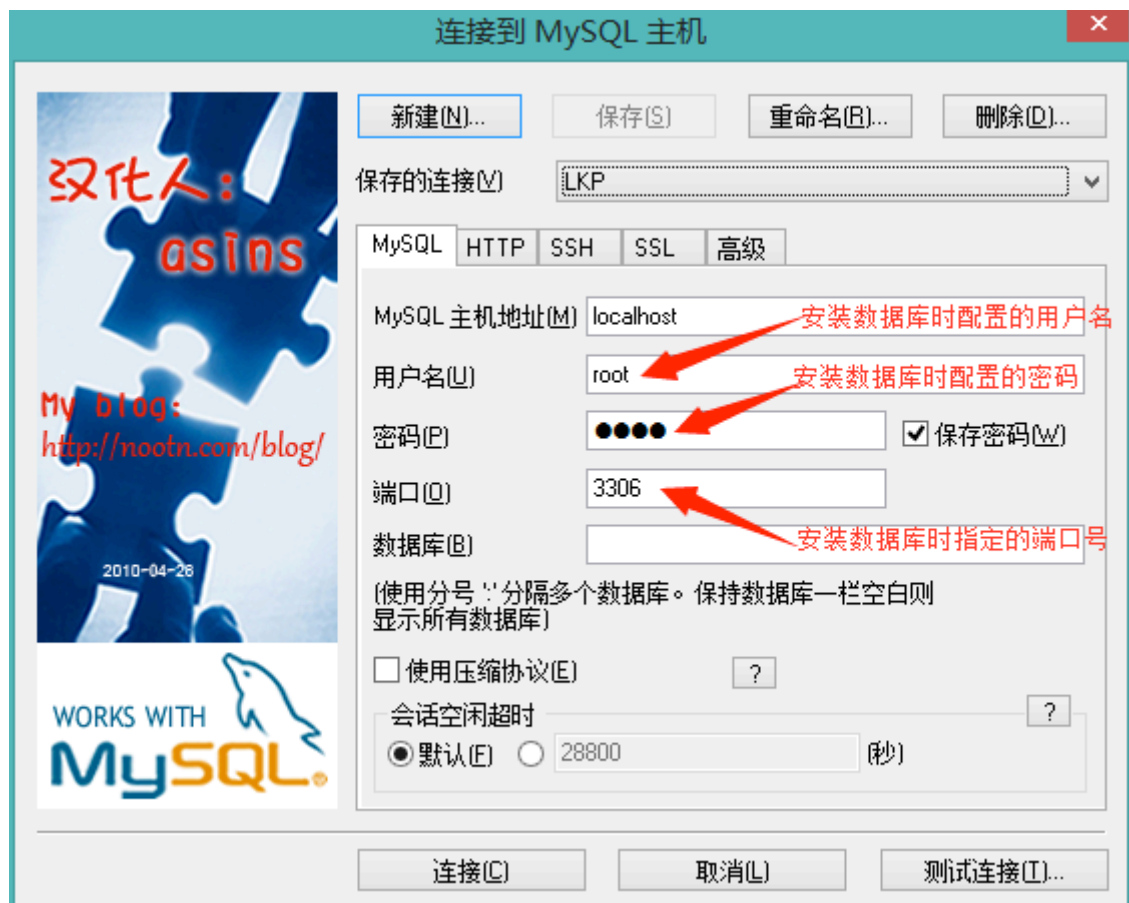 连接到 MySQL 主机
汉化人：
asins
My blog:
http://nootn.com/blog/
2010-04-28
WORKS WITH
MySQL®
新建(N)...
保存(S)
重命名(R)...
删除(D)...
保存的连接(V)
LKP
MySQL
HTTP
SSH
SSL
高级
MySQL 主机地址(M)
localhost
安装数据库时配置的用户名
用户名(U)
root
安装数据库时配置的密码
密码(P)
●●●●
保存密码(W)
端口(O)
3306
数据库(B)
安装数据库时指定的端口号
(使用分号 ';' 分隔多个数据库。保持数据库一栏空白则
显示所有数据库)
使用压缩协议(E)
?
会话空闲超时
?
默认(F)
28800
(秒)
连接(C)
取消(L)
测试连接(T)...